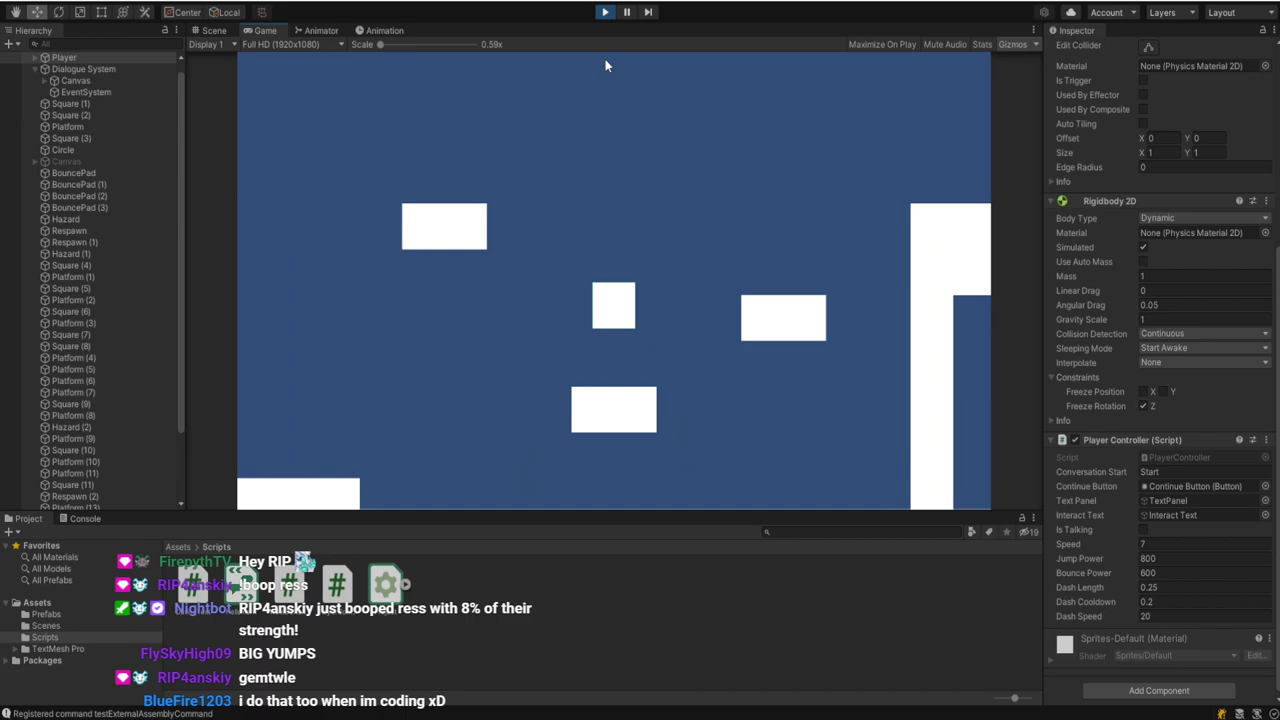 Center
Local
Account
Layers
Layout
Hierarchy
Scene
Game
Animator
Animation
Inspector
All
Display 1
Full HD (1920x1080)
Scale
0.59x
Maximize On Play
Mute Audio
Stats
Gizmos
Player
Dialogue System
Canvas
EventSystem
Square (1)
Square (2)
Platform
Square (3)
Circle
Canvas
BouncePad
BouncePad (1)
BouncePad (2)
BouncePad (3)
Hazard
Respawn
Respawn (1)
Hazard (1)
Square (4)
Platform (1)
Square (5)
Platform (2)
Square (6)
Platform (3)
Square (7)
Square (8)
Platform (4)
Platform (5)
Platform (6)
Platform (7)
Square (9)
Platform (8)
Hazard (2)
Platform (9)
Square (10)
Platform (10)
Platform (11)
Square (11)
Respawn (2)
Platform (13)
Edit Collider
Material None (Physics Material 2D)
Is Trigger
Used By Effector
Used By Composite
Auto Tiling
Offset X 0 Y 0
Size X 1 Y 1
Edge Radius 0
Info
Rigidbody 2D
Body Type Dynamic
Material None (Physics Material 2D)
Simulated
Use Auto Mass
Mass 1
Linear Drag 0
Angular Drag 0.05
Gravity Scale 1
Collision Detection Continuous
Sleeping Mode Start Awake
Interpolate None
Constraints
Freeze Position X Y
Freeze Rotation Z
Info
Player Controller (Script)
Script PlayerController
Conversation Start Start
Continue Button Continue Button (Button)
Text Panel TextPanel
Interact Text Interact Text
Is Talking
Speed 7
Jump Power 800
Bounce Power 600
Dash Length 0.25
Dash Cooldown 0.2
Dash Speed 20
Sprites-Default (Material)
Shader Sprites/Default Edit...
Add Component
Project
Console
19
Favorites
All Materials
All Models
All Prefabs
Assets
Prefabs
Scenes
Scripts
TextMesh Pro
Packages
Assets
Scripts
FirepythTV Hey RIP
RIP4anskiy !boop ress
Nightbot RIP4anskiy just booped ress with 8% of their
strength!
FlySkyHigh09 BIG YUMPS
RIP4anskiy gemtwle
BlueFire1203 i do that too when im coding xD
Registered command testExternalAssemblyCommand